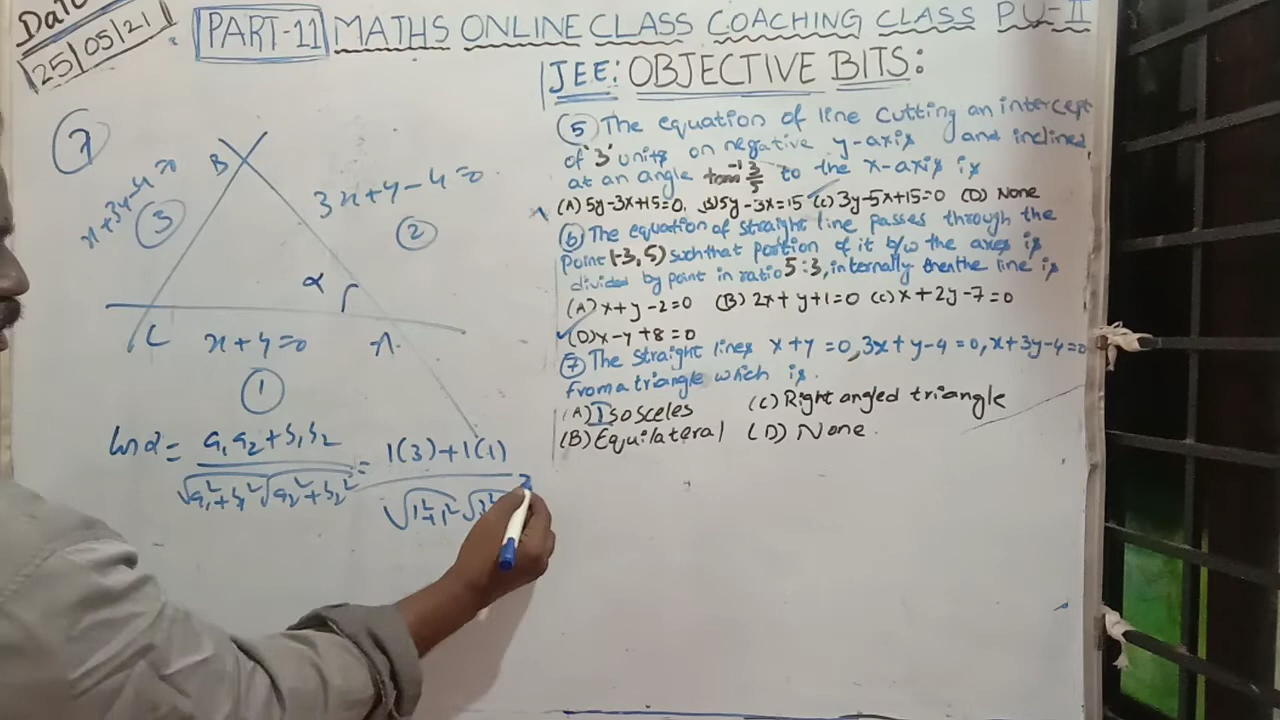 Date
25/05/21
PART-11 MATHS ONLINE CLASS COACHING CLASS PU-II
JEE: OBJECTIVE BITS:
(5) The equation of line cutting an intercept
of '3' units on negative y-axis and inclined
at an angle tan⁻¹ 3/5 to the x-axis is
(A) 5y-3x+15=0, (B) 5y-3x=15 (C) 3y-5x+15=0 (D) None
(6) The equation of straight line passes through the
point (-3, 5) such that portion of it b/w the axes is
divided by point in ratio 5:3, internally then the line is
(A) x+y-2=0 (B) 2x+y+1=0 (C) x+2y-7=0
(D) x-y+8=0
(7) The straight lines x+y=0, 3x+y-4=0, x+3y-4=0
from a triangle which is.
(A) Isosceles (C) Right angled triangle
(B) Equilateral (D) None.
7
B
x+3y-4=0
3
3x+y-4=0
2
α
C x+y=0 A
1
cos α = a₁a₂+b₁b₂ / √a₁²+b₁² √a₂²+b₂² = 1(3)+1(1) / √1²+1² √3²